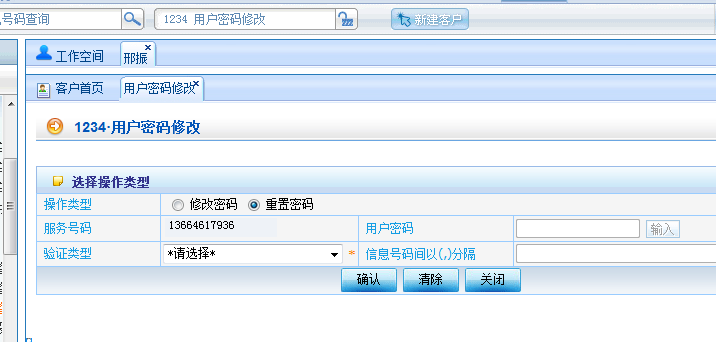 号码查询 1234 用户密码修改 新建客户
工作空间 邢振
客户首页 用户密码修改
1234·用户密码修改
选择操作类型
操作类型 修改密码 重置密码
服务号码 13664617936 用户密码 输入
验证类型 *请选择* * 信息号码间以(,)分隔
确认 清除 关闭